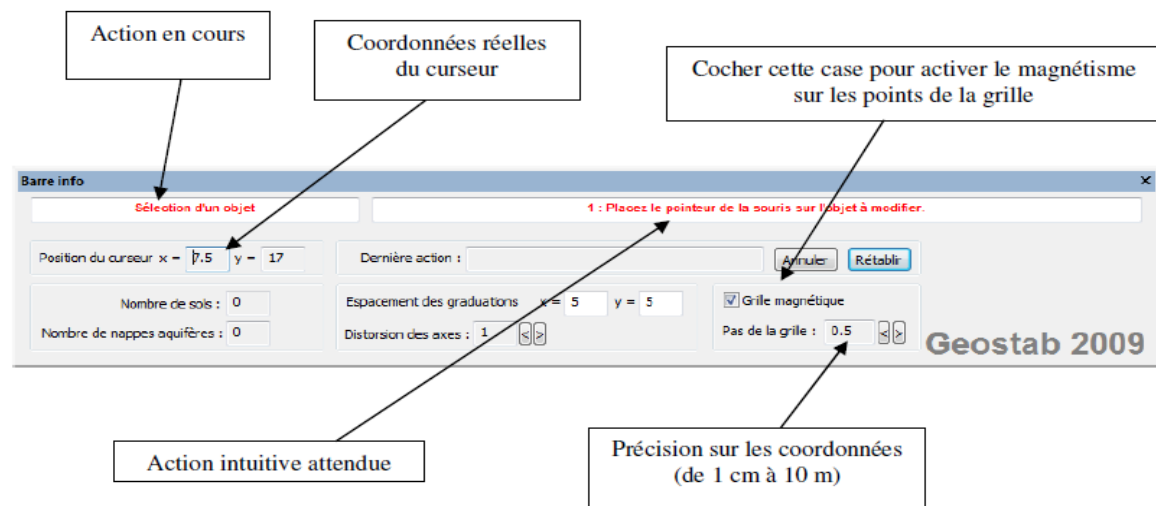 Action en cours
Coordonnées réelles
du curseur
Cocher cette case pour activer le magnétisme
sur les points de la grille
Barre info
Sélection d'un objet
1 : Placez le pointeur de la souris sur l'objet à modifier.
Position du curseur x = 7.5 y = 17
Dernière action :
Annuler
Rétablir
Nombre de sols : 0
Nombre de nappes aquifères : 0
Espacement des graduations x = 5 y = 5
Distorsion des axes : 1 < >
Grille magnétique
Pas de la grille : 0.5 < >
Geostab 2009
Action intuitive attendue
Précision sur les coordonnées
(de 1 cm à 10 m)